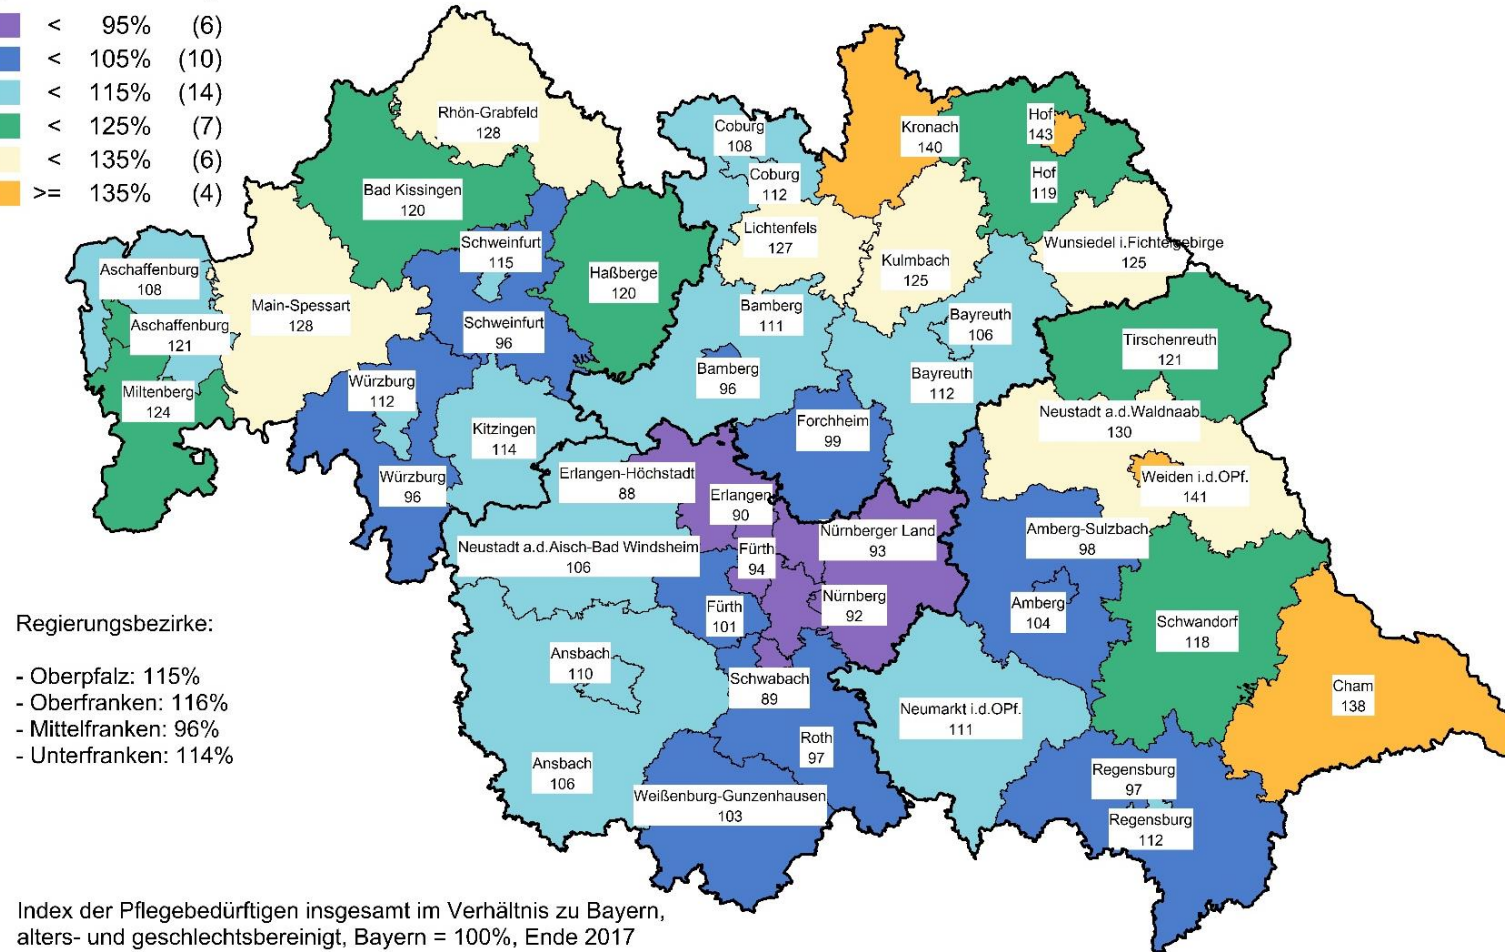 < 95% (6)
< 105% (10)
< 115% (14)
< 125% (7)
< 135% (6)
>= 135% (4)
Rhön-Grabfeld
128
Bad Kissingen
120
Schweinfurt
115
Haßberge
120
Aschaffenburg
108
Aschaffenburg
121
Main-Spessart
128
Schweinfurt
96
Miltenberg
124
Würzburg
112
Kitzingen
114
Würzburg
96
Coburg
108
Coburg
112
Kronach
140
Hof
143
Hof
119
Lichtenfels
127
Kulmbach
125
Wunsiedel i.Fichtelgebirge
125
Bamberg
111
Bayreuth
106
Bamberg
96
Bayreuth
112
Forchheim
99
Tirschenreuth
121
Neustadt a.d.Waldnaab
130
Weiden i.d.OPf.
141
Erlangen-Höchstadt
88
Erlangen
90
Nürnberger Land
93
Neustadt a.d.Aisch-Bad Windsheim
106
Fürth
94
Nürnberg
92
Fürth
101
Amberg-Sulzbach
98
Amberg
104
Schwandorf
118
Cham
138
Ansbach
110
Schwabach
89
Neumarkt i.d.OPf.
111
Roth
97
Ansbach
106
Weißenburg-Gunzenhausen
103
Regensburg
97
Regensburg
112
Regierungsbezirke:
- Oberpfalz: 115%
- Oberfranken: 116%
- Mittelfranken: 96%
- Unterfranken: 114%
Index der Pflegebedürftigen insgesamt im Verhältnis zu Bayern,
alters- und geschlechtsbereinigt, Bayern = 100%, Ende 2017